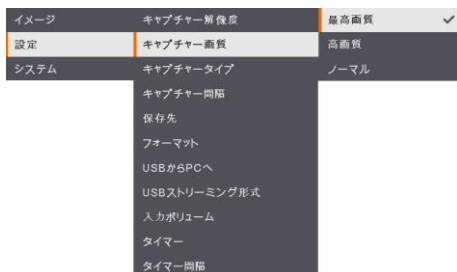 イメージ
設定
システム
キャプチャー解像度
キャプチャー画質
キャプチャータイプ
キャプチャー間隔
保存先
フォーマット
USBからPCへ
USBストリーミング形式
入力ボリューム
タイマー
タイマー間隔
最高画質
高画質
ノーマル